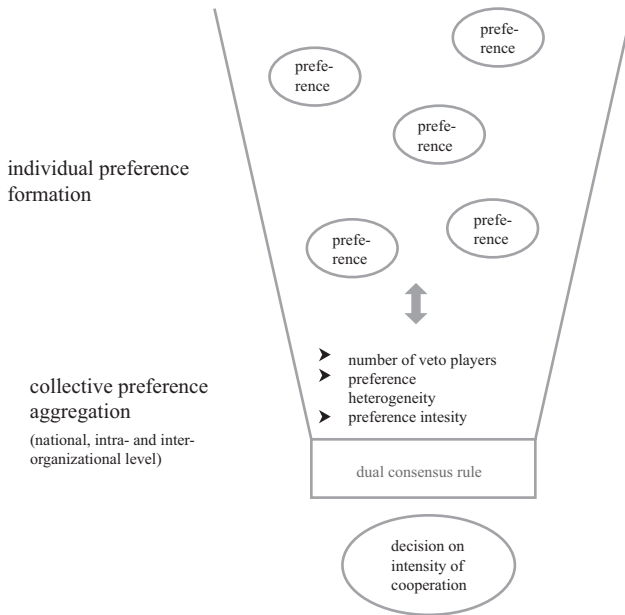 prefe-
rence
prefe-
rence
prefe-
rence
individual preference
formation
prefe-
rence
prefe-
rence
number of veto players
preference
heterogeneity
preference intesity
collective preference
aggregation
(national, intra- and inter-
organizational level)
dual consensus rule
decision on
intensity of
cooperation